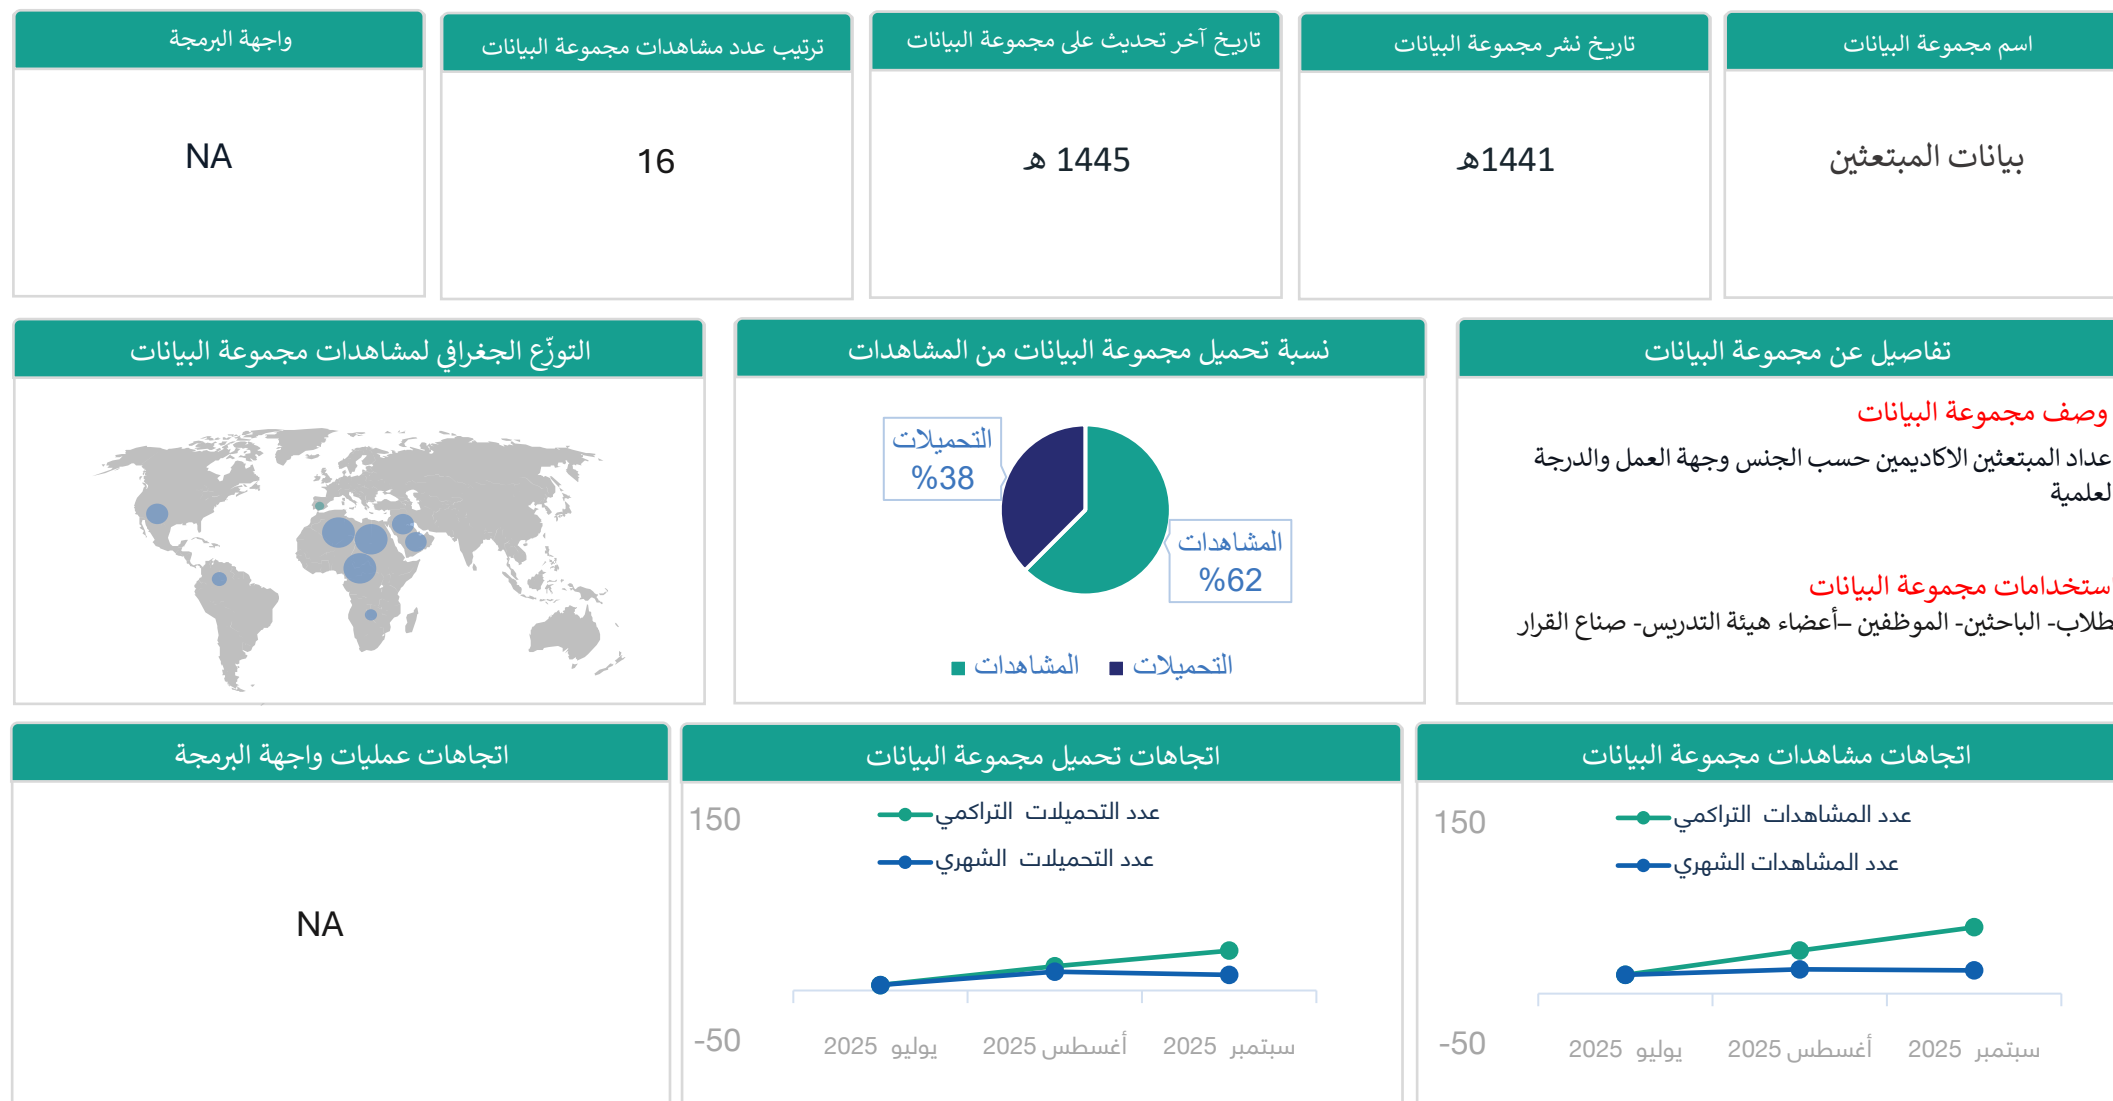 اسم مجموعة البيانات
بيانات المبتعثين
تاريخ نشر مجموعة البيانات
1441هـ
تاريخ آخر تحديث على مجموعة البيانات
1445 هـ
ترتيب عدد مشاهدات مجموعة البيانات
16
واجهة البرمجة
NA
تفاصيل عن مجموعة البيانات
وصف مجموعة البيانات
عداد المبتعثين الاكاديمين حسب الجنس وجهة العمل والدرجة
لعلمية
ستخدامات مجموعة البيانات
طلاب- الباحثين- الموظفين –أعضاء هيئة التدريس- صناع القرار
نسبة تحميل مجموعة البيانات من المشاهدات
التحميلات
%38
المشاهدات
%62
التحميلات
المشاهدات
التوزّع الجغرافي لمشاهدات مجموعة البيانات
اتجاهات مشاهدات مجموعة البيانات
عدد المشاهدات التراكمي
عدد المشاهدات الشهري
150
-50
يوليو 2025
أغسطس 2025
سبتمبر 2025
اتجاهات تحميل مجموعة البيانات
عدد التحميلات التراكمي
عدد التحميلات الشهري
150
-50
يوليو 2025
أغسطس 2025
سبتمبر 2025
اتجاهات عمليات واجهة البرمجة
NA